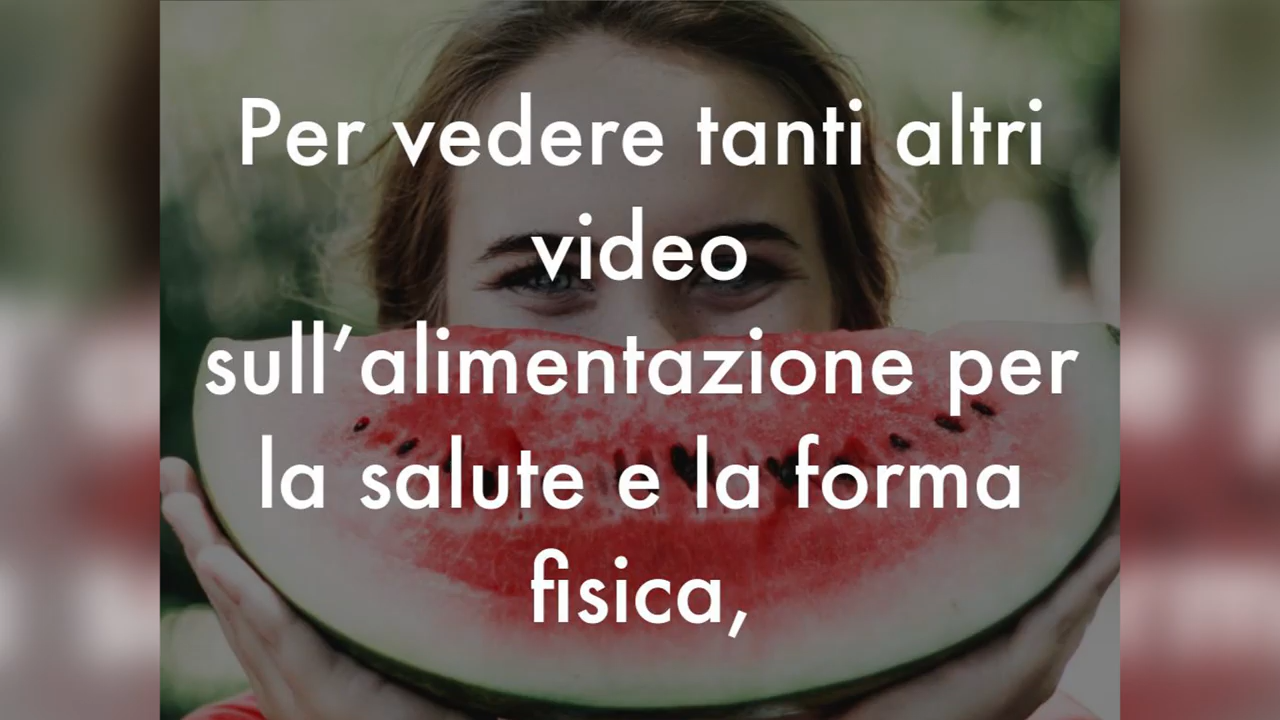 Per vedere tanti altri
video
sull’alimentazione per
la salute e la forma
fisica,